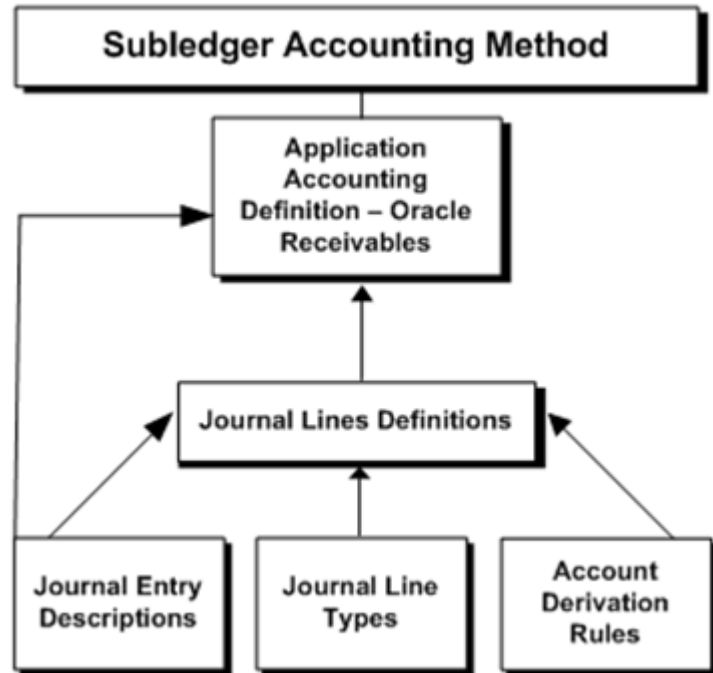 Subledger Accounting Method
Application
Accounting
Definition – Oracle
Receivables
Journal Lines Definitions
Journal Entry
Descriptions
Journal Line
Types
Account
Derivation
Rules